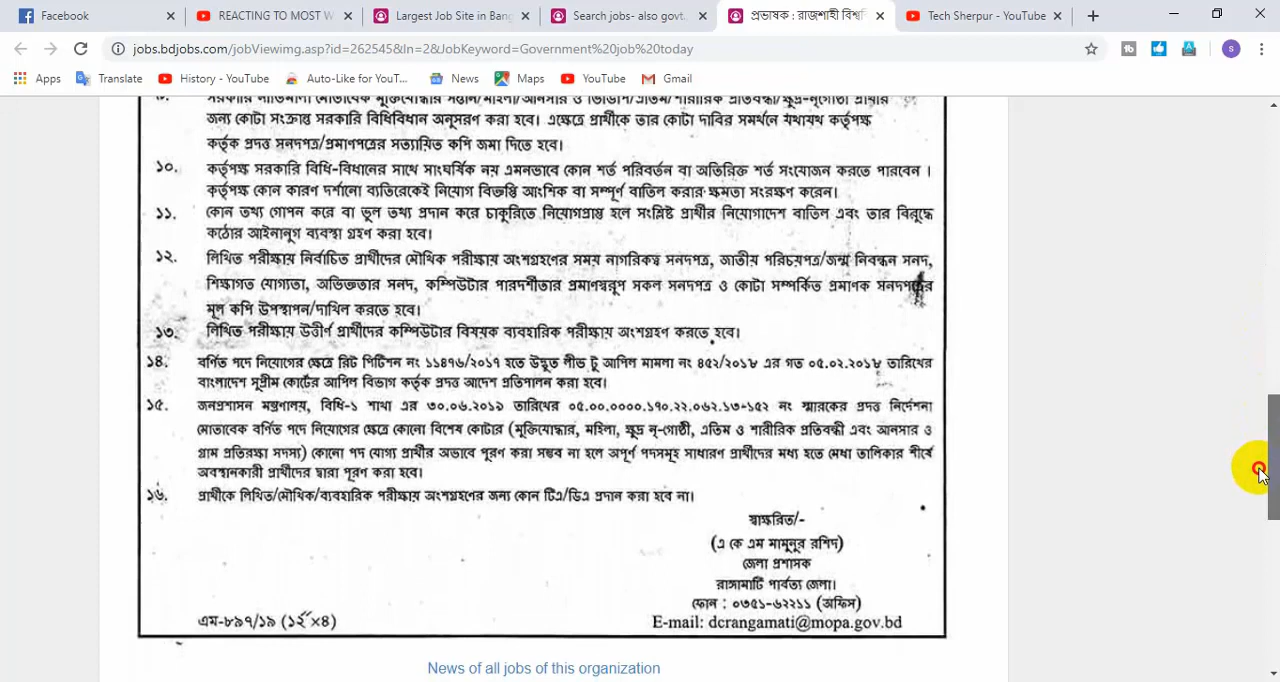 Facebook
REACTING TO MOST W
Largest Job Site in Ban
Search jobs- also govt.
প্রভাষক : রাজশাহী বিশ্ববি
Tech Sherpur - YouTube
jobs.bdjobs.com/jobViewimg.asp?id=262545&ln=2&JobKeyword=Government%20job%20today
Apps
Translate
History - YouTube
Auto-Like for YouT...
News
Maps
YouTube
Gmail
জন্য কোটা সংক্রান্ত সরকারি বিধিবিধান অনুসরণ করা হবে। এক্ষেত্রে প্রার্থীকে তার কোটা দাবির সমর্থনে যথাযথ কর্তৃপক্ষ
কর্তৃক প্রদত্ত সনদপত্র/প্রমাণপত্রের সত্যায়িত কপি জমা দিতে হবে।
১০. কর্তৃপক্ষ সরকারি বিধি-বিধানের সাথে সাংঘর্ষিক নয় এমনভাবে কোন শর্ত পরিবর্তন বা অতিরিক্ত শর্ত সংযোজন করতে পারবেন।
কর্তৃপক্ষ কোন কারণ দর্শানো ব্যতিরেকেই নিয়োগ বিজ্ঞপ্তি আংশিক বা সম্পূর্ণ বাতিল করার ক্ষমতা সংরক্ষণ করেন।
১১. কোন তথ্য গোপন করে বা ভুল তথ্য প্রদান করে চাকুরিতে নিয়োগপ্রাপ্ত হলে সংশ্লিষ্ট প্রার্থীর নিয়োগাদেশ বাতিল এবং তার বিরুদ্ধে
কঠোর আইনানুগ ব্যবস্থা গ্রহণ করা হবে।
১২. লিখিত পরীক্ষায় নির্বাচিত প্রার্থীদের মৌখিক পরীক্ষায় অংশগ্রহণের সময় নাগরিকত্ব সনদপত্র, জাতীয় পরিচয়পত্র/জন্ম নিবন্ধন সনদ,
শিক্ষাগত যোগ্যতা, অভিজ্ঞতার সনদ, কম্পিউটার পারদর্শীতার প্রমাণস্বরূপ সকল সনদপত্র ও কোটা সম্পর্কিত প্রমাণক সনদপত্রের
মূল কপি উপস্থাপন/দাখিল করতে হবে।
১৩. লিখিত পরীক্ষায় উত্তীর্ণ প্রার্থীদের কম্পিউটার বিষয়ক ব্যবহারিক পরীক্ষায় অংশগ্রহণ করতে হবে।
১৪. বর্ণিত পদে নিয়োগের ক্ষেত্রে রিট পিটিশন নং ১১৪৭৬/২০১৭ হতে উদ্ভূত লীভ টু আপিল মামলা নং ৪৫২/২০১৮ এর গত ০৫.০২.২০১৮ তারিখের
বাংলাদেশ সুপ্রীম কোর্টের আপিল বিভাগ কর্তৃক প্রদত্ত আদেশ প্রতিপালন করা হবে।
১৫. জনপ্রশাসন মন্ত্রণালয়, বিধি-১ শাখা এর ৩০.০৬.২০১৯ তারিখের ০৫.০০.০০০০.১৭০.২২.০৬২.১৩-১৫২ নং স্মারকের প্রদত্ত নির্দেশনা
মোতাবেক বর্ণিত পদে নিয়োগের ক্ষেত্রে কোনো বিশেষ কোটার (মুক্তিযোদ্ধার, মহিলা, ক্ষুদ্র নৃ-গোষ্ঠী, এতিম ও শারীরিক প্রতিবন্ধী এবং আনসার ও
গ্রাম প্রতিরক্ষা সদস্য) কোনো পদ যোগ্য প্রার্থীর অভাবে পূরণ করা সম্ভব না হলে অপূর্ণ পদসমূহ সাধারণ প্রার্থীদের মধ্য হতে মেধা তালিকার শীর্ষে
অবস্থানকারী প্রার্থীদের দ্বারা পূরণ করা হবে।
১৬. প্রার্থীকে লিখিত/মৌখিক/ব্যবহারিক পরীক্ষায় অংশগ্রহণের জন্য কোন টিএ/ডিএ প্রদান করা হবে না।
স্বাক্ষরিত/-
(এ কে এম মামুনুর রশিদ)
জেলা প্রশাসক
রাঙ্গামাটি পার্বত্য জেলা।
ফোন : ০৩৫১-৬২২১১ (অফিস)
এম-৮৯৭/১৯ (১২"×৪)
E-mail: dcrangamati@mopa.gov.bd
News of all jobs of this organization